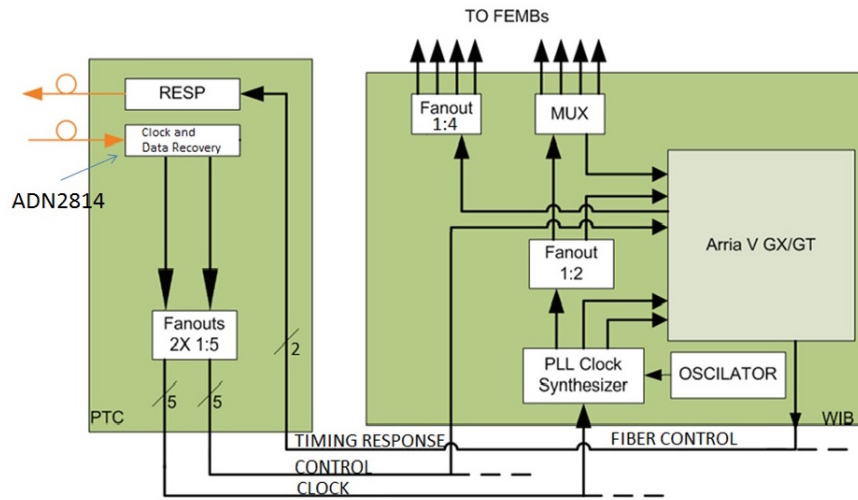 TO FEMBs
RESP
Clock and
Data Recovery
ADN2814
Fanouts
2X 1:5
2
5
5
PTC
Fanout
1:4
MUX
Arria V GX/GT
Fanout
1:2
PLL Clock
Synthesizer
OSCILATOR
WIB
TIMING RESPONSE
FIBER CONTROL
CONTROL
CLOCK